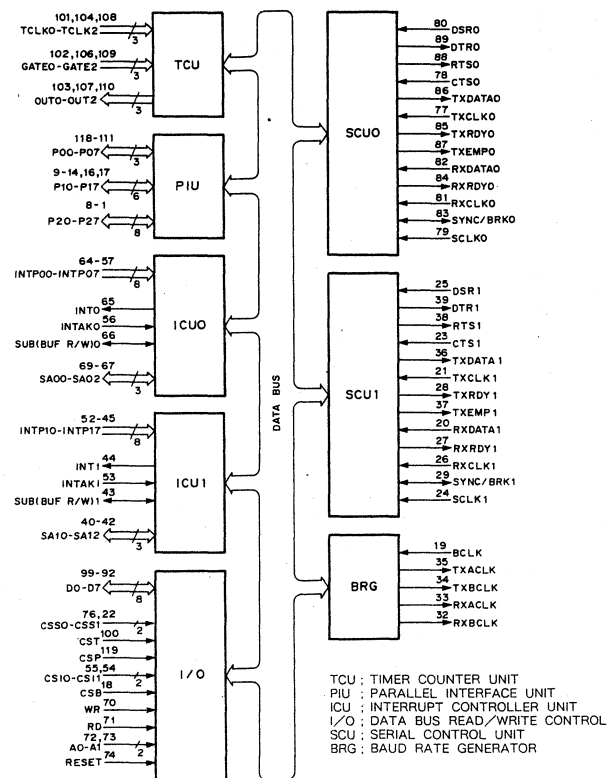 101,104,108
TCLK0-TCLK2
3
102,106,109
GATE0-GATE2
3
103,107,110
OUT0-OUT2
3
TCU
118-111
P00-P07
3
9-14,16,17
P10-P17
6
8-1
P20-P27
8
PIU
64-57
INTP00-INTP07
8
65
INT0
56
INTAK0
66
SUB(BUF R/W)0
69-67
SA00-SA02
3
ICU0
52-45
INTP10-INTP17
8
44
INT1
53
INTAK1
43
SUB(BUF R/W)1
40-42
SA10-SA12
3
ICU1
99-92
D0-D7
8
76,22
CSS0-CSS1
2
100
CST
119
CSP
55,54
CSI0-CSI1
2
18
CSB
70
WR
71
RD
72,73
A0-A1
2
74
RESET
I/O
DATA BUS
SCU0
80
DSR0
89
DTR0
88
RTS0
78
CTS0
86
TXDATA0
77
TXCLK0
85
TXRDY0
87
TXEMP0
82
RXDATA0
84
RXRDY0
81
RXCLK0
83
SYNC/BRK0
79
SCLK0
SCU1
25
DSR1
39
DTR1
38
RTS1
23
CTS1
36
TXDATA1
21
TXCLK1
28
TXRDY1
37
TXEMP1
20
RXDATA1
27
RXRDY1
26
RXCLK1
29
SYNC/BRK1
24
SCLK1
BRG
19
BCLK
35
TXACLK
34
TXBCLK
33
RXACLK
32
RXBCLK
TCU ; TIMER COUNTER UNIT
PIU ; PARALLEL INTERFACE UNIT
ICU ; INTERRUPT CONTROLLER UNIT
I/O ; DATA BUS READ/WRITE CONTROL
SCU ; SERIAL CONTROL UNIT
BRG ; BAUD RATE GENERATOR